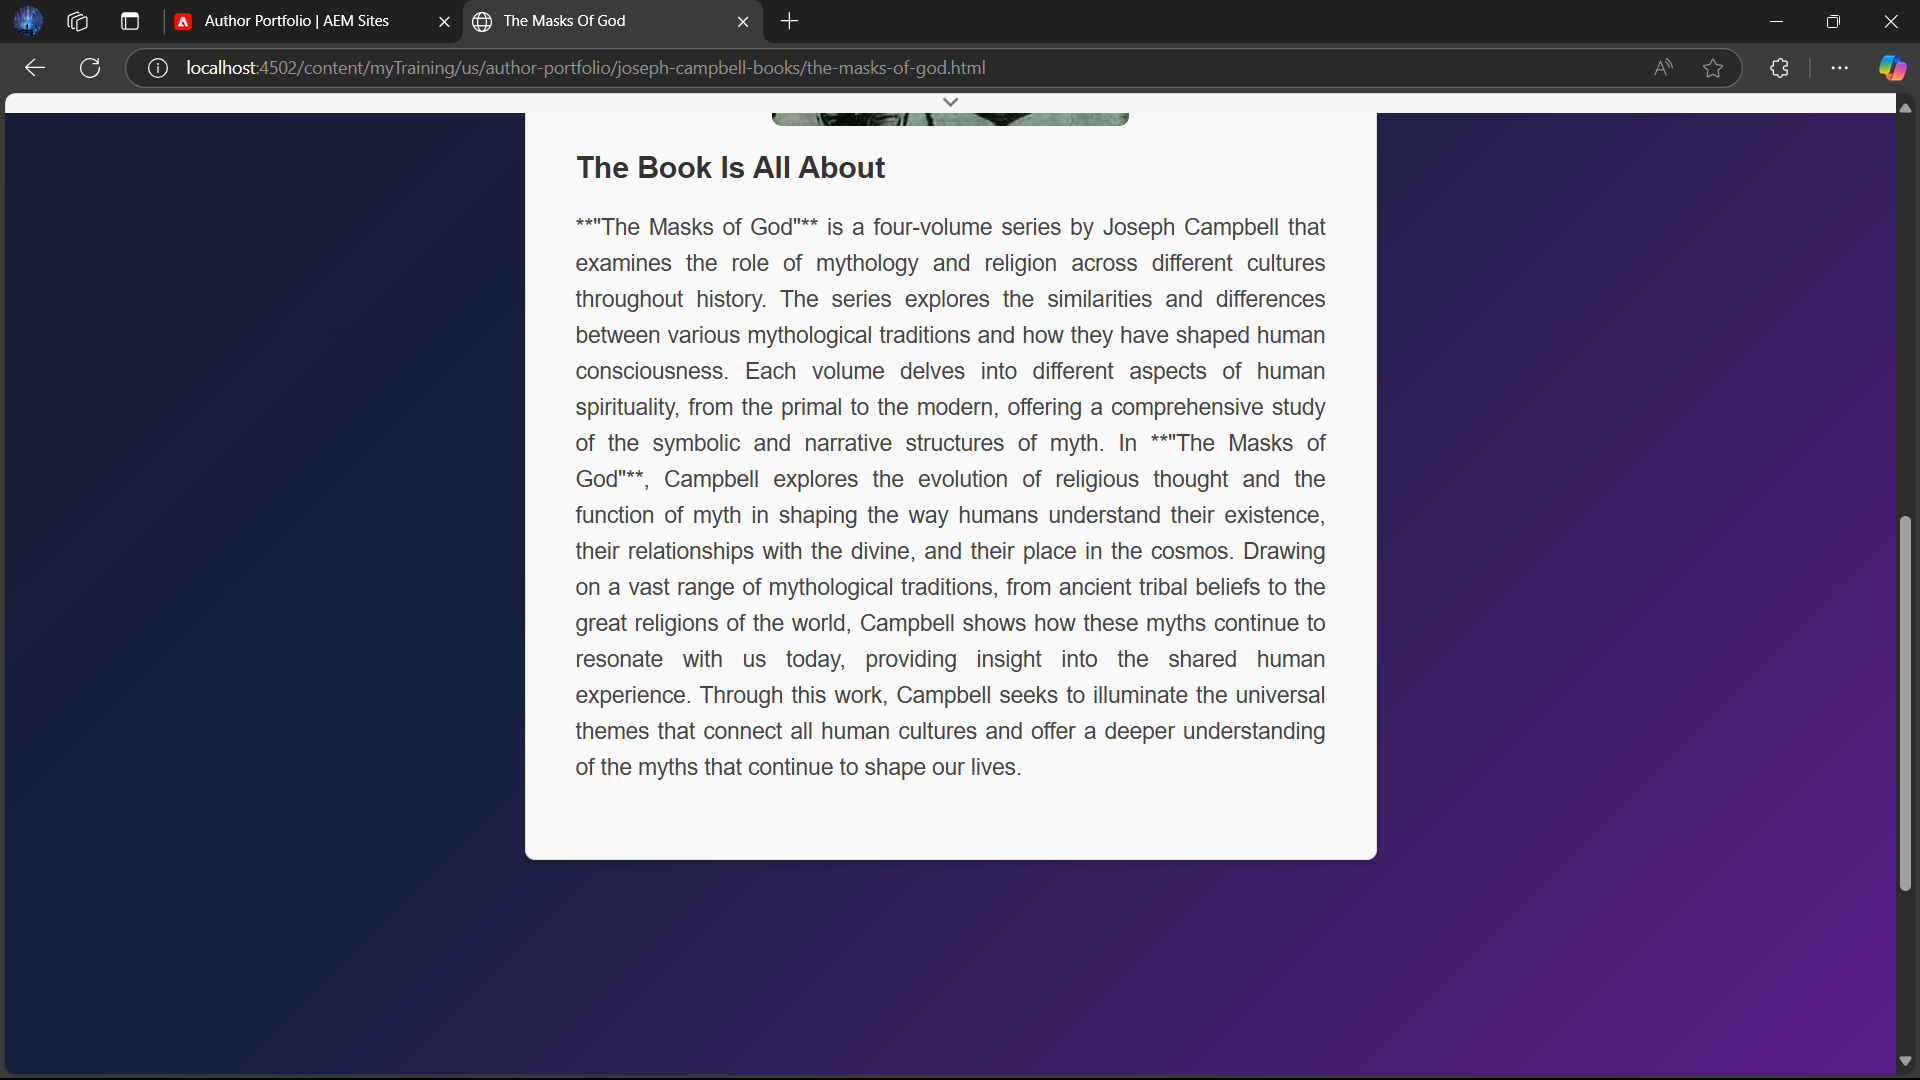 Author Portfolio | AEM Sites
The Masks Of God
localhost:4502/content/myTraining/us/author-portfolio/joseph-campbell-books/the-masks-of-god.html
The Book Is All About
**"The Masks of God"** is a four-volume series by Joseph Campbell that
examines the role of mythology and religion across different cultures
throughout history. The series explores the similarities and differences
between various mythological traditions and how they have shaped human
consciousness. Each volume delves into different aspects of human
spirituality, from the primal to the modern, offering a comprehensive study
of the symbolic and narrative structures of myth. In **"The Masks of
God"**, Campbell explores the evolution of religious thought and the
function of myth in shaping the way humans understand their existence,
their relationships with the divine, and their place in the cosmos. Drawing
on a vast range of mythological traditions, from ancient tribal beliefs to the
great religions of the world, Campbell shows how these myths continue to
resonate with us today, providing insight into the shared human
experience. Through this work, Campbell seeks to illuminate the universal
themes that connect all human cultures and offer a deeper understanding
of the myths that continue to shape our lives.